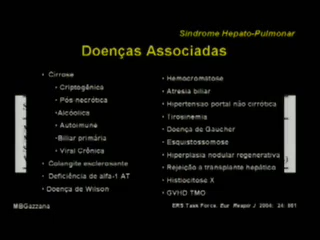 Síndrome Hepato-Pulmonar
Doenças Associadas
• Cirrose
• Criptogênica
• Pós-necrótica
•Alcóolica
• Autoimune
•Biliar primária
• Viral Crônica
• Colangite esclerosante
• Deficiência de alfa-1 AT
• Doença de Wilson
• Hemocromatose
• Atresia biliar
• Hipertensão portal não cirrótica
• Tirosinemia
• Doença de Gaucher
• Esquistossomose
• Hiperplasia nodular regenerativa
• Rejeição a transplante hepático
• Histiocitose X
• GVHD TMO
MBGazzana
ERS Task Force. Eur Respir J 2004; 24: 861